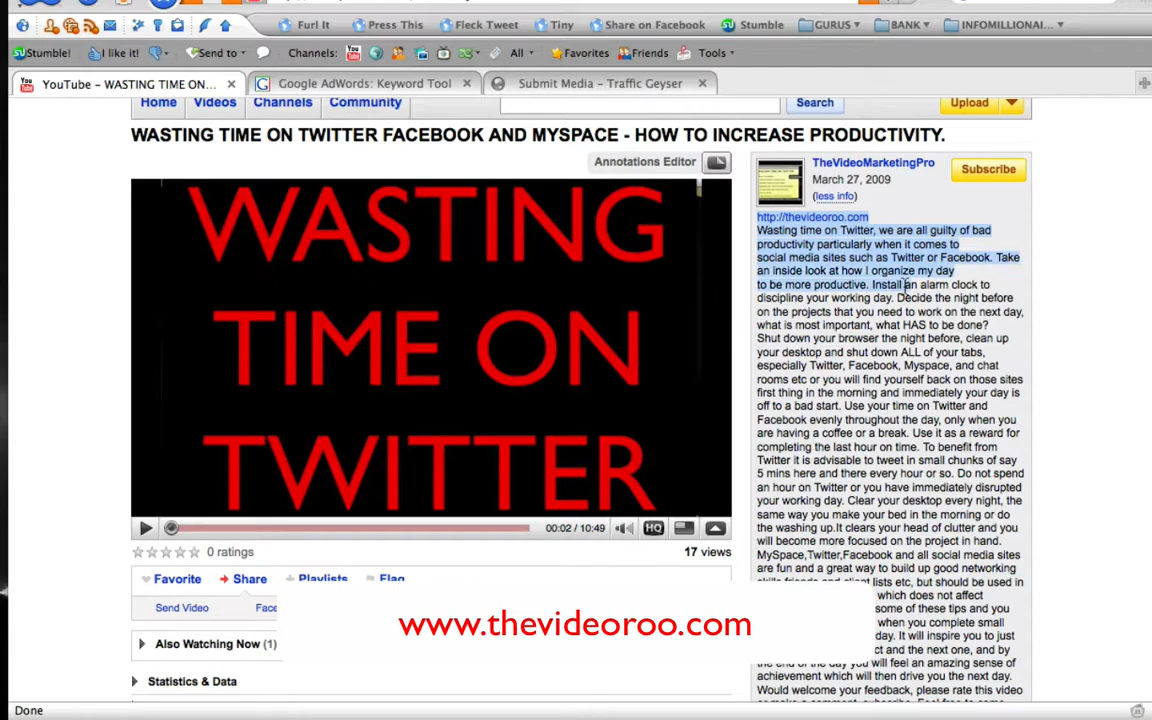 Furl It
Press This
Fleck Tweet
Tiny
Share on Facebook
Stumble
GURUS
BANK
INFOMILLIONAI...
Stumble!
I like it!
Send to
Channels:
All
Favorites
Friends
Tools
YouTube – WASTING TIME ON...
Google AdWords: Keyword Tool
Submit Media – Traffic Geyser
Home
Videos
Channels
Community
Search
Upload
WASTING TIME ON TWITTER FACEBOOK AND MYSPACE - HOW TO INCREASE PRODUCTIVITY.
Annotations Editor
WASTING
TIME ON
TWITTER
00:02 / 10:49
HQ
0 ratings
17 views
Favorite
Share
Playlists
Flag
Send Video
Face
Also Watching Now (1)
Statistics & Data
TheVideoMarketingPro
March 27, 2009
(less info)
Subscribe
http://thevideoroo.com
Wasting time on Twitter, we are all guilty of bad
productivity particularly when it comes to
social media sites such as Twitter or Facebook. Take
an inside look at how I organize my day
to be more productive. Install an alarm clock to
discipline your working day. Decide the night before
on the projects that you need to work on the next day,
what is most important, what HAS to be done?
Shut down your browser the night before, clean up
your desktop and shut down ALL of your tabs,
especially Twitter, Facebook, Myspace, and chat
rooms etc or you will find yourself back on those sites
first thing in the morning and immediately your day is
off to a bad start. Use your time on Twitter and
Facebook evenly throughout the day, only when you
are having a coffee or a break. Use it as a reward for
completing the last hour on time. To benefit from
Twitter it is advisable to tweet in small chunks of say
5 mins here and there every hour or so. Do not spend
an hour on Twitter or you have immediately disrupted
your working day. Clear your desktop every night, the
same way you make your bed in the morning or do
the washing up.It clears your head of clutter and you
will become more focused on the project in hand.
MySpace,Twitter,Facebook and all social media sites
are fun and a great way to build up good networking
lists etc, but should be used in
which does not affect
some of these tips and you
when you complete small
day. It will inspire you to just
and the next one, and by
the end of the day you will feel an amazing sense of
achievement which will then drive you the next day.
Would welcome your feedback, please rate this video
www.thevideoroo.com
Done